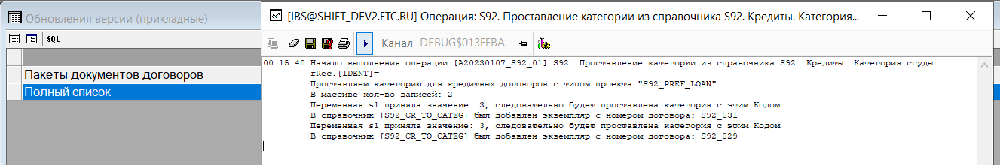 Обновления версии (прикладные)
SQL
Пакеты документов договоров
Полный список
[IBS@SHIFT_DEV2.FTC.RU] Операция: S92. Проставление категории из справочника S92. Кредиты. Категория...
Канал DEBUG$013FFBA
00:15:40 Начало выполнения операции [A20230107_S92_01] S92. Проставление категории из справочника S92. Кредиты. Категория ссуды
rRec.[IDENT]=
Проставляем категорию для кредитных договоров с типом проекта "S92_PREF_LOAN"
В массиве кол-во записей: 2
Переменная s1 приняла значение: 3, следовательно будет проставлена категория с этим Кодом
В справочник [S92_CR_TO_CATEG] был добавлен экземпляр с номером договора: S92_031
Переменная s1 приняла значение: 3, следовательно будет проставлена категория с этим Кодом
В справочник [S92_CR_TO_CATEG] был добавлен экземпляр с номером договора: S92_029